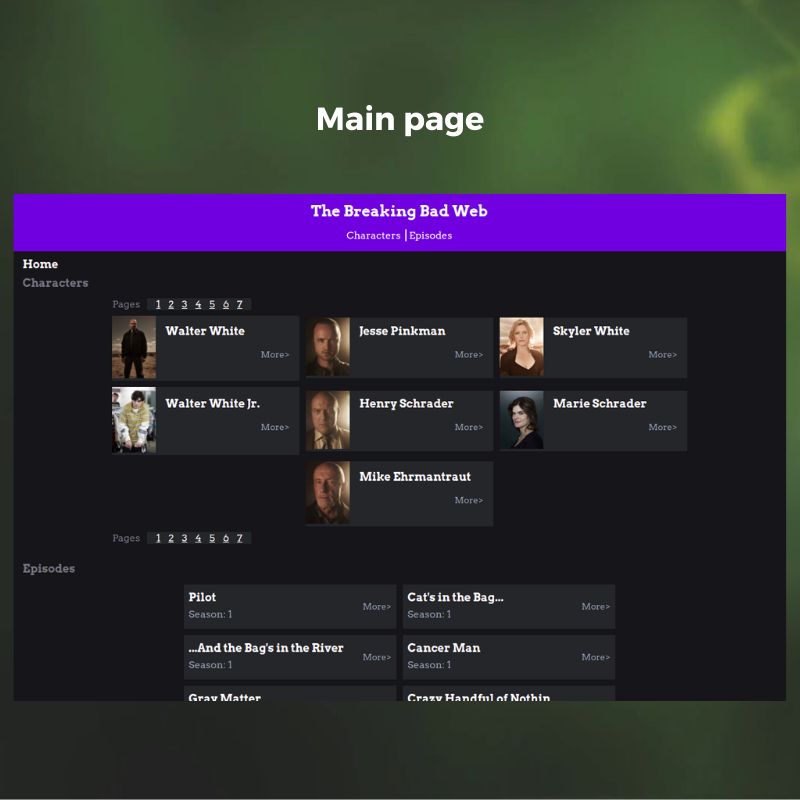 Main page
The Breaking Bad Web
Characters | Episodes
Home
Characters
Pages 1 2 3 4 5 6 7
Walter White
More>
Jesse Pinkman
More>
Skyler White
More>
Walter White Jr.
More>
Henry Schrader
More>
Marie Schrader
More>
Mike Ehrmantraut
More>
Pages 1 2 3 4 5 6 7
Episodes
Pilot
Season: 1
More>
Cat's in the Bag...
Season: 1
More>
...And the Bag's in the River
Season: 1
More>
Cancer Man
Season: 1
More>
Gray Matter
Crazy Handful of Nothin